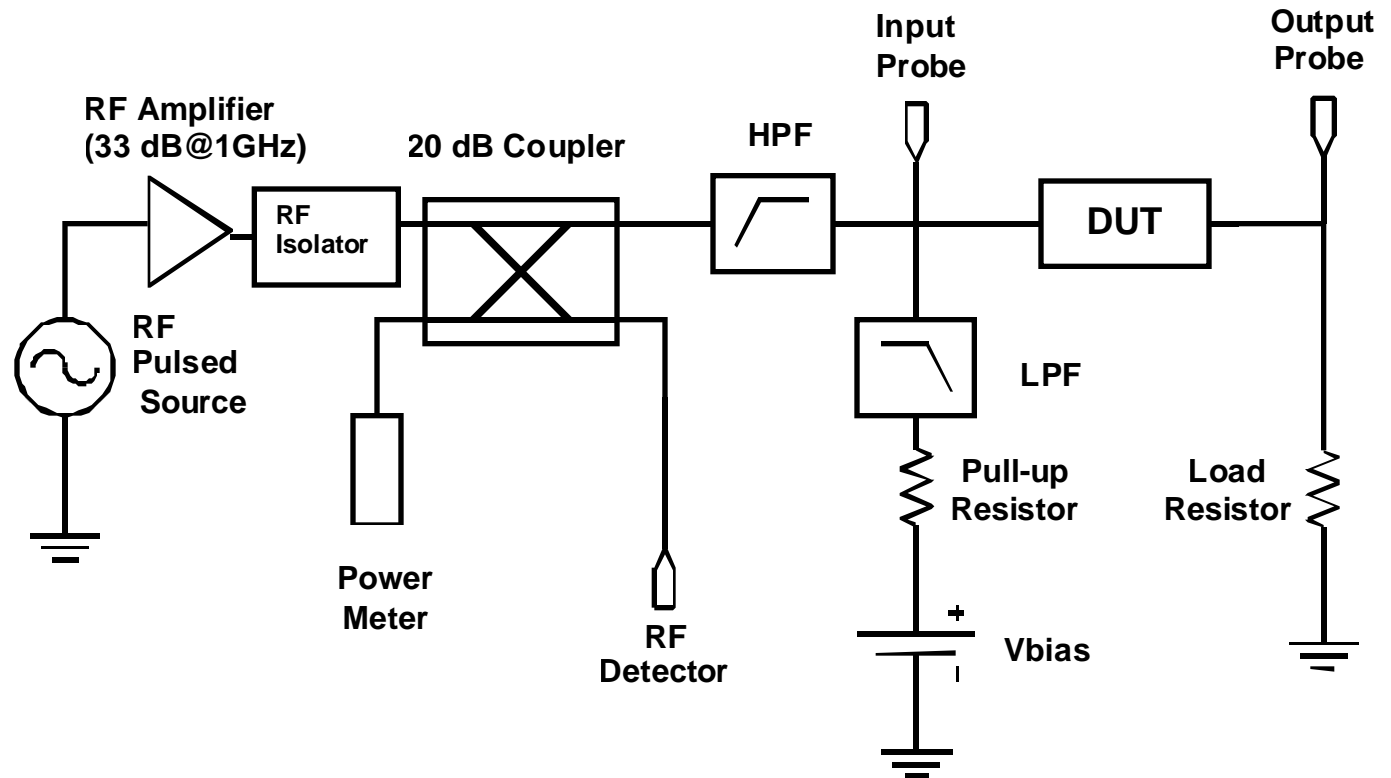 Input
Probe
Output
Probe
RF Amplifier
(33 dB@1GHz)
20 dB Coupler
HPF
RF
Isolator
DUT
RF
Pulsed
Source
LPF
Pull-up
Resistor
Load
Resistor
Power
Meter
RF
Detector
+
Vbias
–